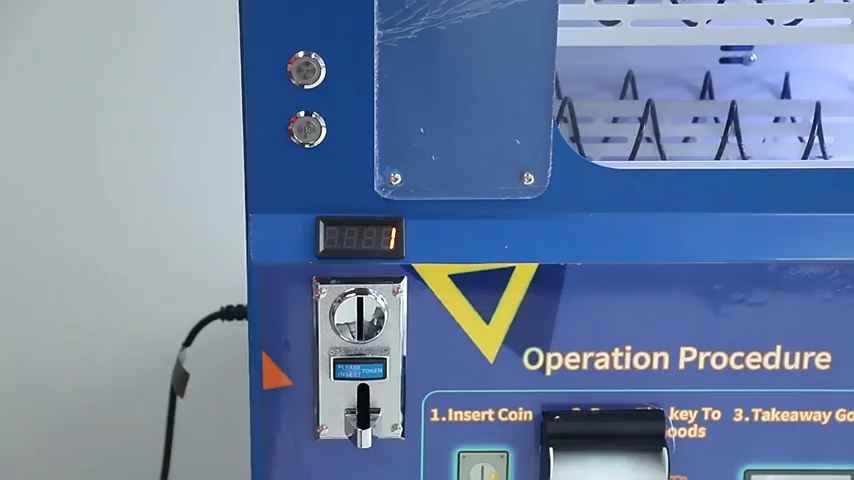 1
PLEASE
INSERT TOKEN
Operation Procedure
1.Insert Coin
key To
oods
3.Takeaway Go